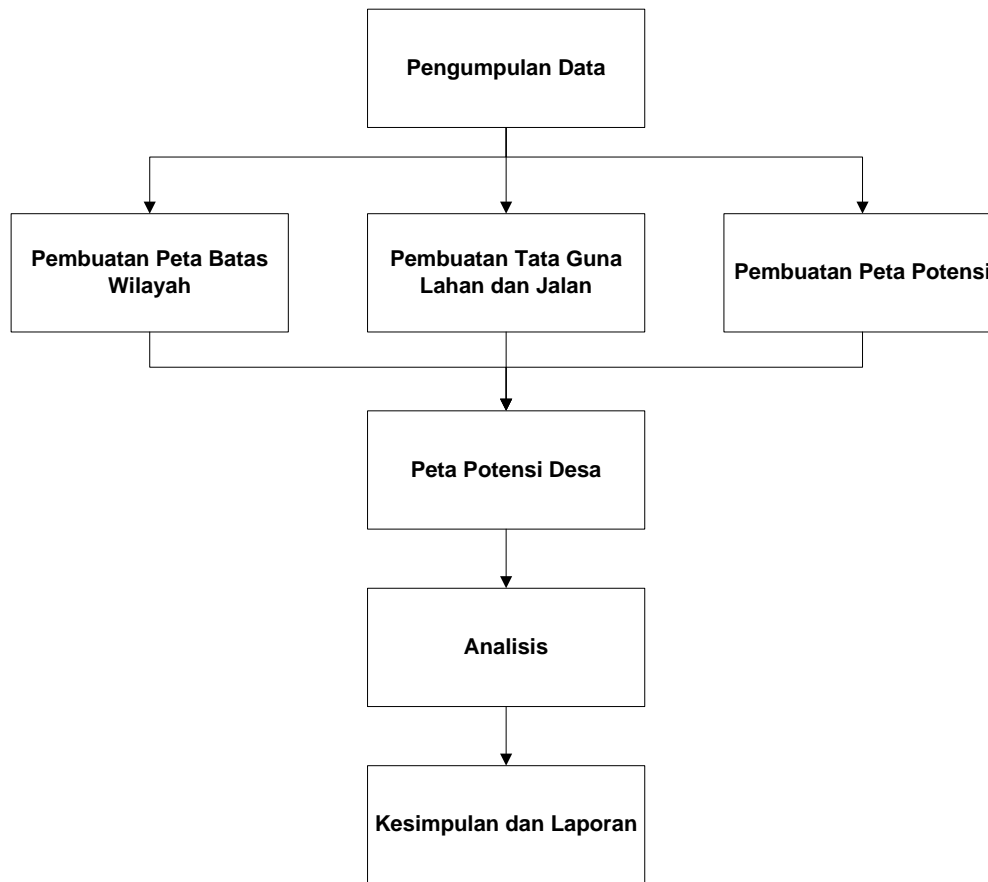 Pengumpulan Data
Pembuatan Peta Batas
Wilayah
Pembuatan Tata Guna
Lahan dan Jalan
Pembuatan Peta Potensi
Peta Potensi Desa
Analisis
Kesimpulan dan Laporan